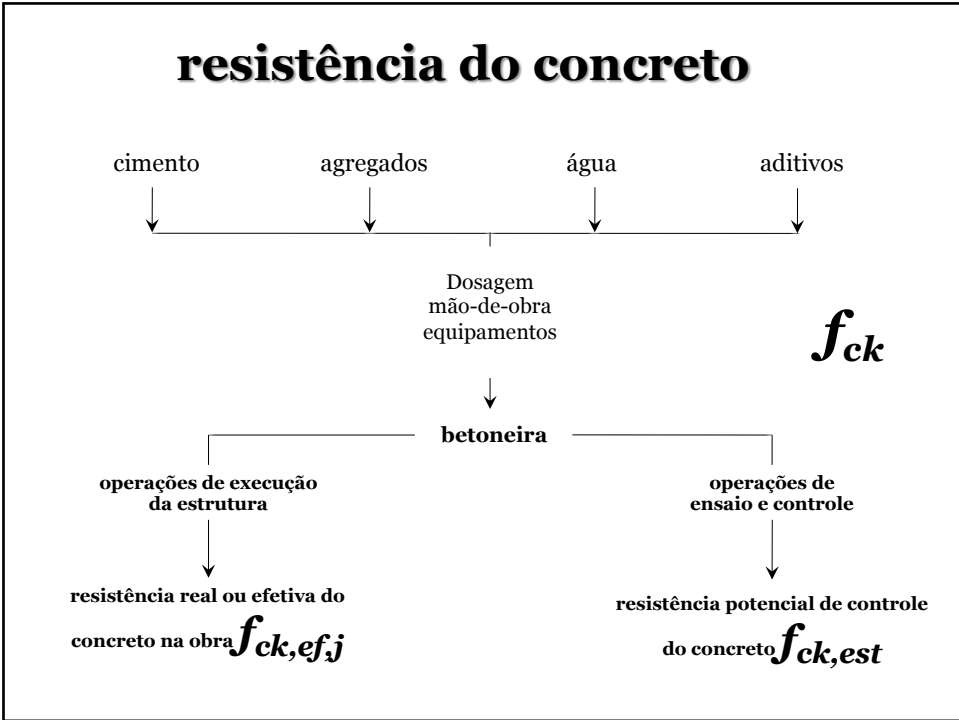 resistência do concreto
cimento agregados água aditivos
Dosagem
mão-de-obra
equipamentos
fck
betoneira
operações de execução
da estrutura
operações de
ensaio e controle
resistência real ou efetiva do
concreto na obra fck,ef,j
resistência potencial de controle
do concreto fck,est